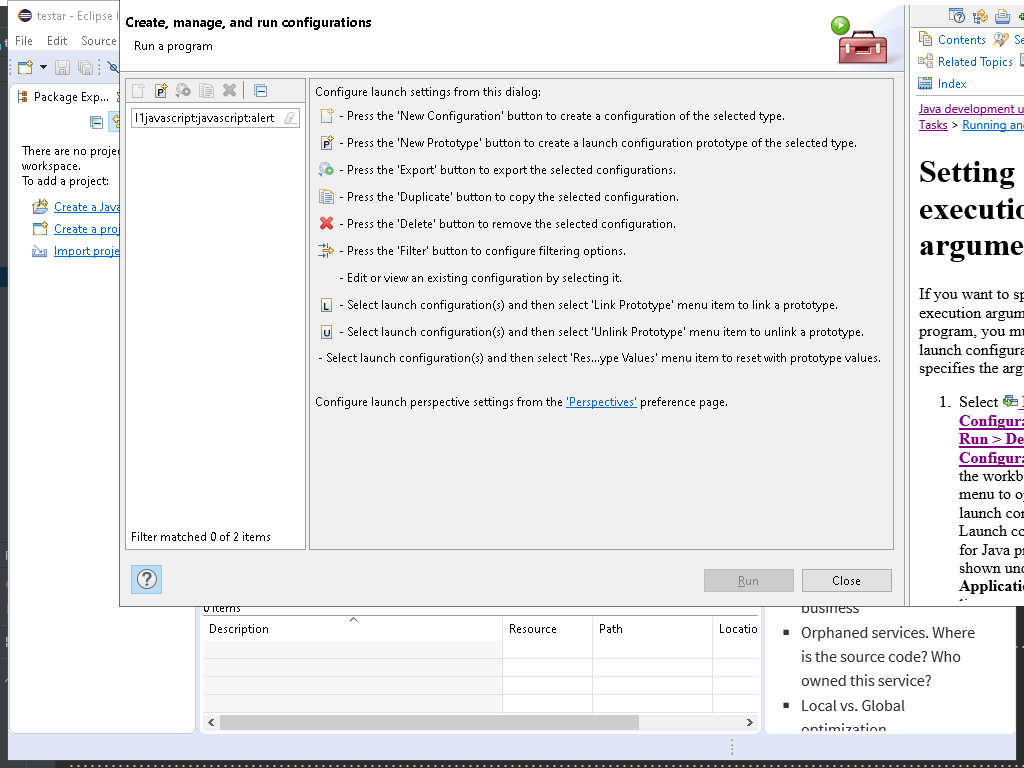 testar - Eclipse I
File Edit Source
Package Exp...
There are no proje
workspace.
To add a project:
Create a Java
Create a proj
Import proje
Create, manage, and run configurations
Run a program
l1javascript:javascript:alert
Filter matched 0 of 2 items
Configure launch settings from this dialog:
- Press the 'New Configuration' button to create a configuration of the selected type.
- Press the 'New Prototype' button to create a launch configuration prototype of the selected type.
- Press the 'Export' button to export the selected configurations.
- Press the 'Duplicate' button to copy the selected configuration.
- Press the 'Delete' button to remove the selected configuration.
- Press the 'Filter' button to configure filtering options.
- Edit or view an existing configuration by selecting it.
- Select launch configuration(s) and then select 'Link Prototype' menu item to link a prototype.
- Select launch configuration(s) and then select 'Unlink Prototype' menu item to unlink a prototype.
- Select launch configuration(s) and then select 'Res...ype Values' menu item to reset with prototype values.
Configure launch perspective settings from the 'Perspectives' preference page.
Run Close
Contents Se
Related Topics
Index
Java development u
Tasks > Running and
Setting
executio
argume
If you want to sp
execution argum
program, you mu
launch configura
specifies the argu
1. Select
Configura
Run > De
Configura
the workb
menu to op
launch con
Launch co
for Java pr
shown und
Applicatio
0 items
Description Resource Path Locatio
business
Orphaned services. Where
is the source code? Who
owned this service?
Local vs. Global
optimization